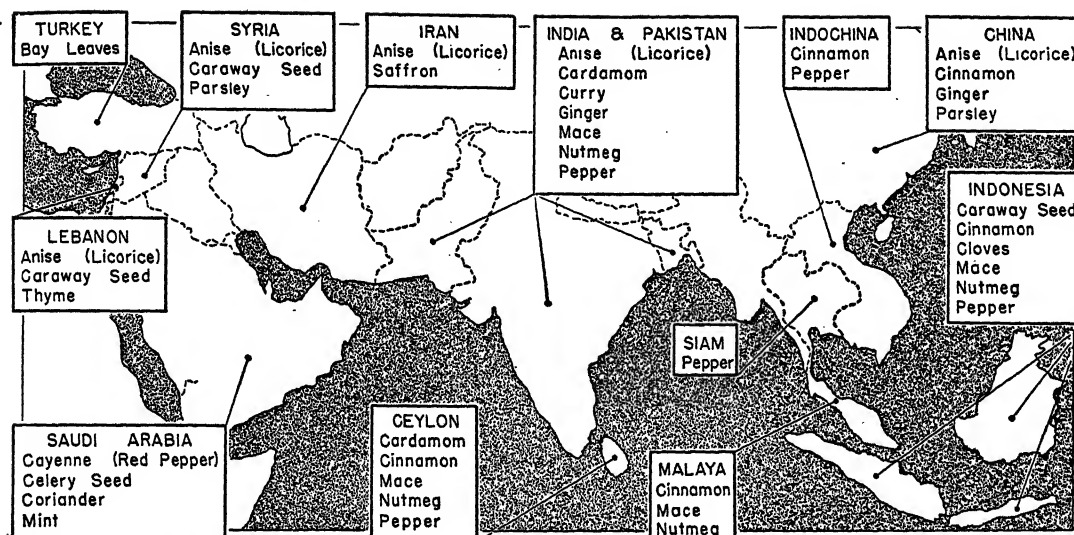 TURKEY
Bay Leaves
SYRIA
Anise (Licorice)
Caraway Seed
Parsley
IRAN
Anise (Licorice)
Saffron
INDIA & PAKISTAN
Anise (Licorice)
Cardamom
Curry
Ginger
Mace
Nutmeg
Pepper
INDOCHINA
Cinnamon
Pepper
CHINA
Anise (Licorice)
Cinnamon
Ginger
Parsley
LEBANON
Anise (Licorice)
Caraway Seed
Thyme
INDONESIA
Caraway Seed
Cinnamon
Cloves
Mace
Nutmeg
Pepper
SIAM
Pepper
SAUDI ARABIA
Cayenne (Red Pepper)
Celery Seed
Coriander
Mint
CEYLON
Cardamom
Cinnamon
Mace
Nutmeg
Pepper
MALAYA
Cinnamon
Mace
Nutmeg